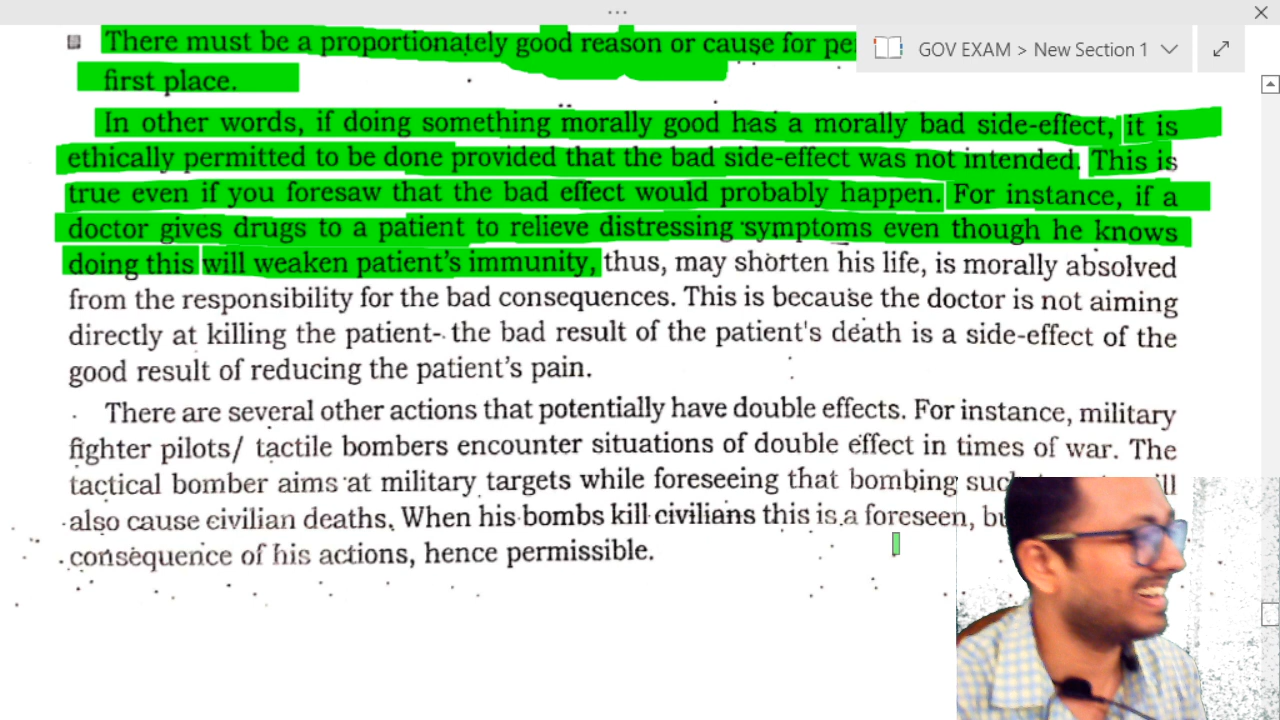 There must be a proportionately good reason or cause for
GOV EXAM > New Section 1
first place.
In other words, if doing something morally good has a morally bad side-effect, it is
ethically permitted to be done provided that the bad side-effect was not intended. This is
true even if you foresaw that the bad effect would probably happen. For instance, if a
doctor gives drugs to a patient to relieve distressing symptoms even though he knows
doing this will weaken patient's immunity, thus, may shorten his life, is morally absolved
from the responsibility for the bad consequences. This is because the doctor is not aiming
directly at killing the patient- the bad result of the patient's death is a side-effect of the
good result of reducing the patient's pain.
There are several other actions that potentially have double effects. For instance, military
fighter pilots/ tactile bombers encounter situations of double effect in times of war. The
tactical bomber aims at military targets while foreseeing that bombing
also cause civilian deaths. When his bombs kill civilians this is a foreseen,
consequence of his actions, hence permissible.